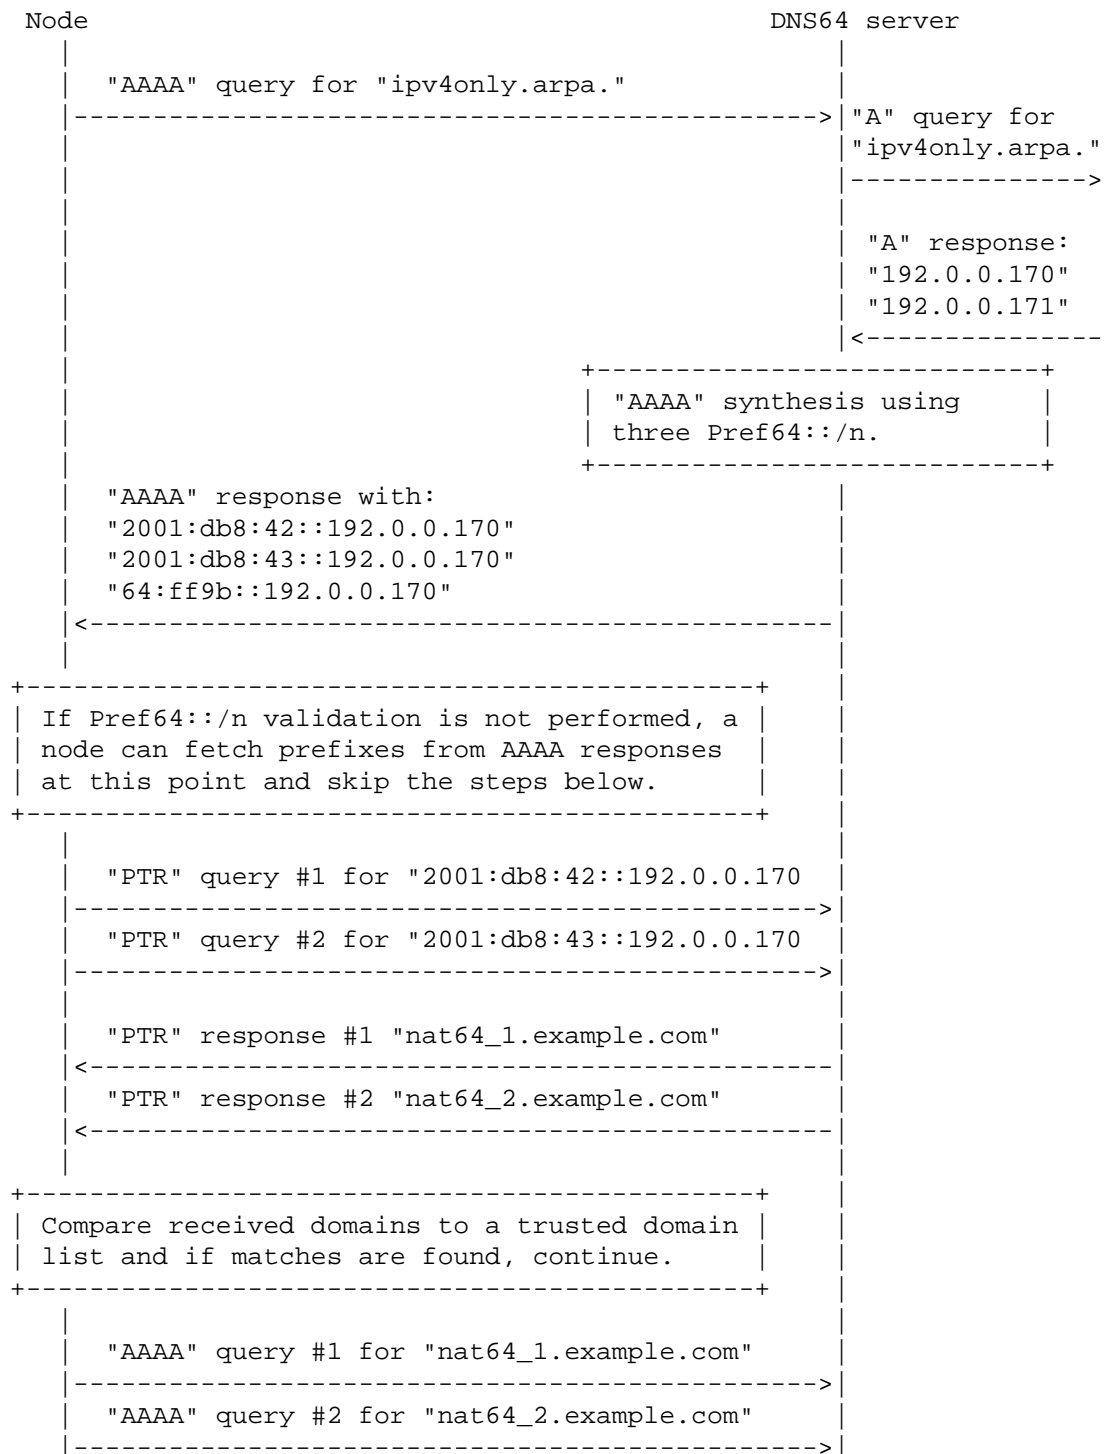 Node DNS64 server
"AAAA" query for "ipv4only.arpa."
"A" query for
"ipv4only.arpa."
"A" response:
"192.0.0.170"
"192.0.0.171"
"AAAA" synthesis using
three Pref64::/n.
"AAAA" response with:
"2001:db8:42::192.0.0.170"
"2001:db8:43::192.0.0.170"
"64:ff9b::192.0.0.170"
If Pref64::/n validation is not performed, a
node can fetch prefixes from AAAA responses
at this point and skip the steps below.
"PTR" query #1 for "2001:db8:42::192.0.0.170
"PTR" query #2 for "2001:db8:43::192.0.0.170
"PTR" response #1 "nat64_1.example.com"
"PTR" response #2 "nat64_2.example.com"
Compare received domains to a trusted domain
list and if matches are found, continue.
"AAAA" query #1 for "nat64_1.example.com"
"AAAA" query #2 for "nat64_2.example.com"